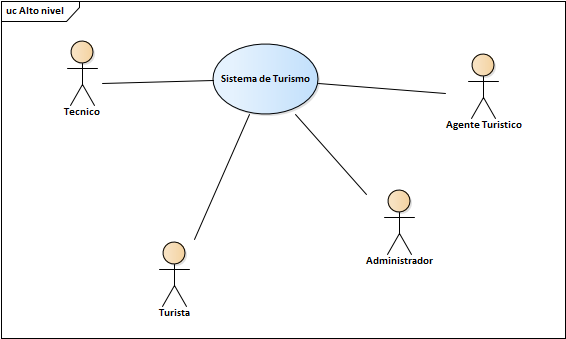 uc Alto nivel
Sistema de Turismo
Tecnico
Agente Turistico
Administrador
Turista